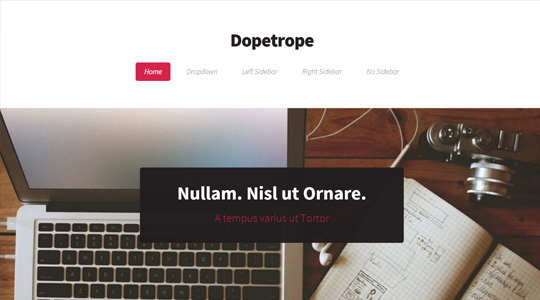 Dopetrope
Home Dropdown Left Sidebar Right Sidebar No Sidebar
Nullam. Nisl ut Ornare.
A tempus varius ut Tortor